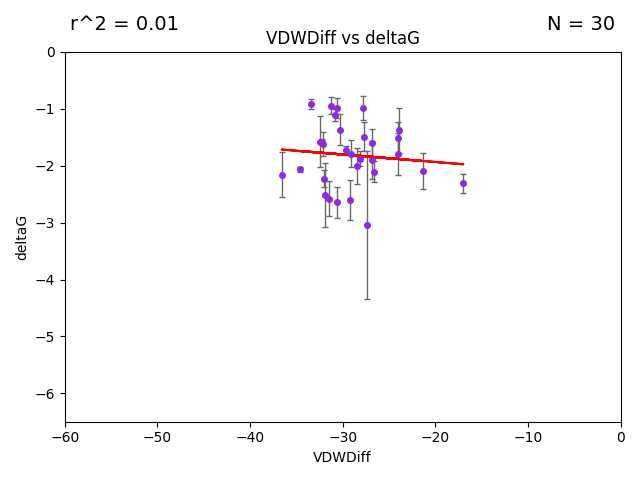 r^2 = 0.01
N = 30
VDWDiff vs deltaG
0
−1
−2
−3
−4
−5
−6
deltaG
−60 −50 −40 −30 −20 −10 0
VDWDiff